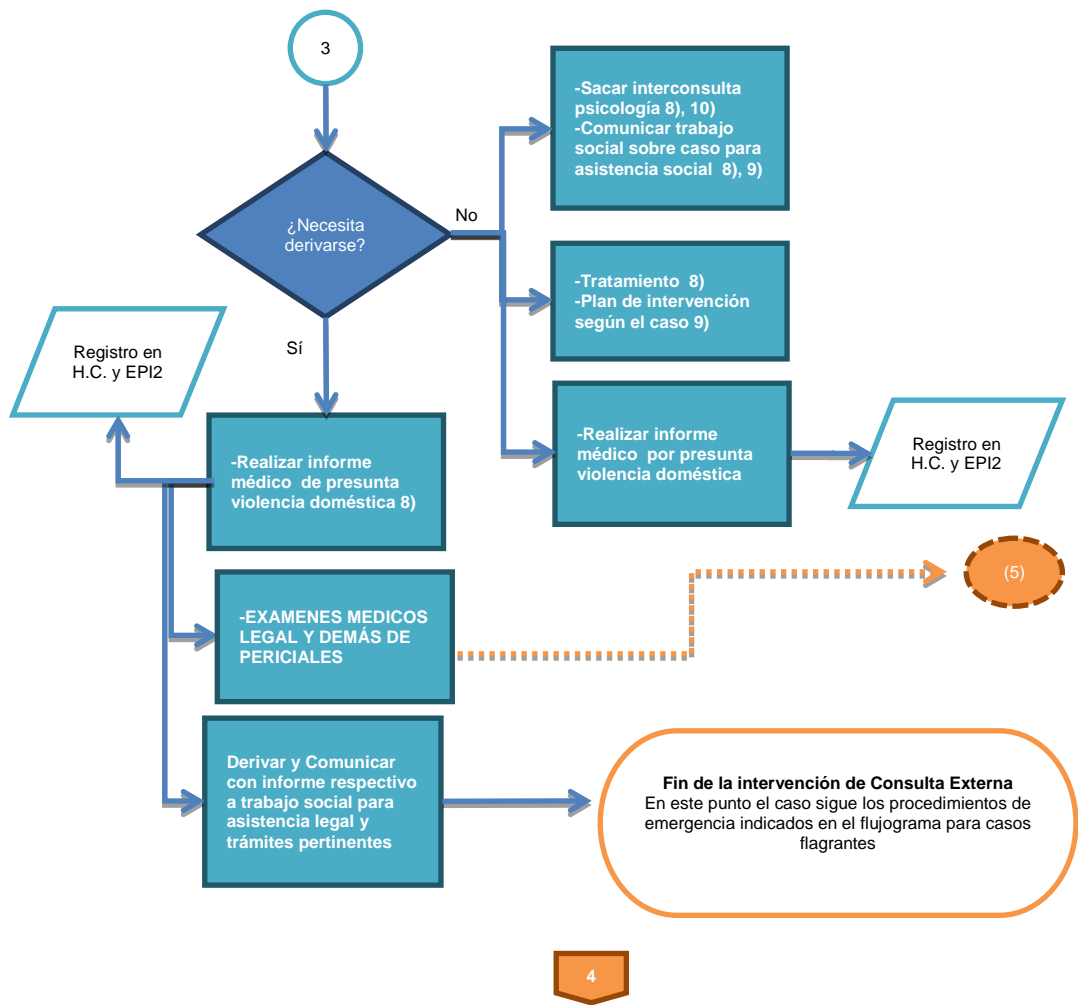 3
-Sacar interconsulta
psicología 8), 10)
-Comunicar trabajo
social sobre caso para
asistencia social 8), 9)
¿Necesita
derivarse?
No
-Tratamiento 8)
-Plan de intervención
según el caso 9)
Sí
Registro en
H.C. y EPI2
-Realizar informe
médico de presunta
violencia doméstica 8)
-Realizar informe
médico por presunta
violencia doméstica
Registro en
H.C. y EPI2
-EXAMENES MEDICOS
LEGAL Y DEMÁS DE
PERICIALES
(5)
Derivar y Comunicar
con informe respectivo
a trabajo social para
asistencia legal y
trámites pertinentes
Fin de la intervención de Consulta Externa
En este punto el caso sigue los procedimientos de
emergencia indicados en el flujograma para casos
flagrantes
4